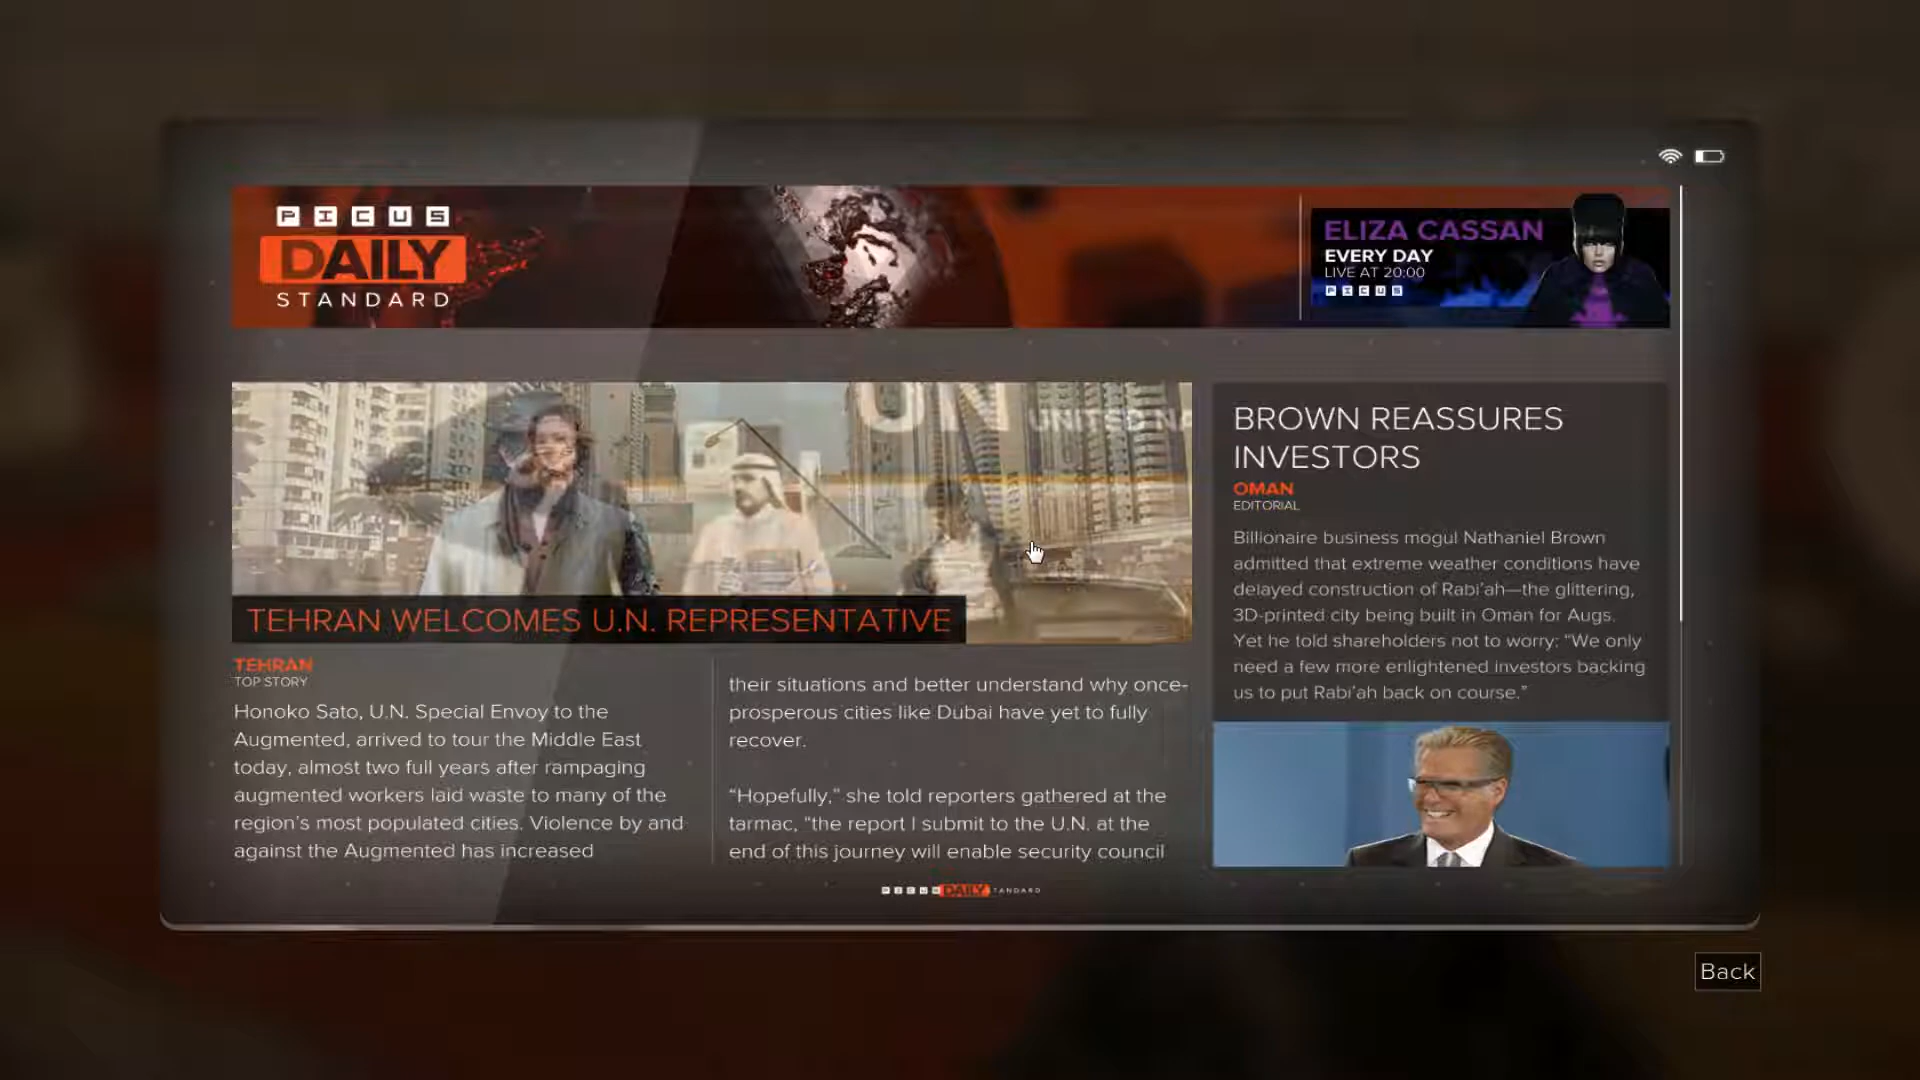 PICUS
DAILY
STANDARD
ELIZA CASSAN
EVERY DAY
LIVE AT 20:00
PICUS
UN
UNITED NA
TEHRAN WELCOMES U.N. REPRESENTATIVE
TEHRAN
TOP STORY
Honoko Sato, U.N. Special Envoy to the
Augmented, arrived to tour the Middle East
today, almost two full years after rampaging
augmented workers laid waste to many of the
region's most populated cities. Violence by and
against the Augmented has increased
their situations and better understand why once-
prosperous cities like Dubai have yet to fully
recover.
“Hopefully,” she told reporters gathered at the
tarmac, “the report I submit to the U.N. at the
end of this journey will enable security council
BROWN REASSURES
INVESTORS
OMAN
EDITORIAL
Billionaire business mogul Nathaniel Brown
admitted that extreme weather conditions have
delayed construction of Rabi'ah—the glittering,
3D-printed city being built in Oman for Augs.
Yet he told shareholders not to worry: “We only
need a few more enlightened investors backing
us to put Rabi'ah back on course.”
PICUS DAILY STANDARD
Back